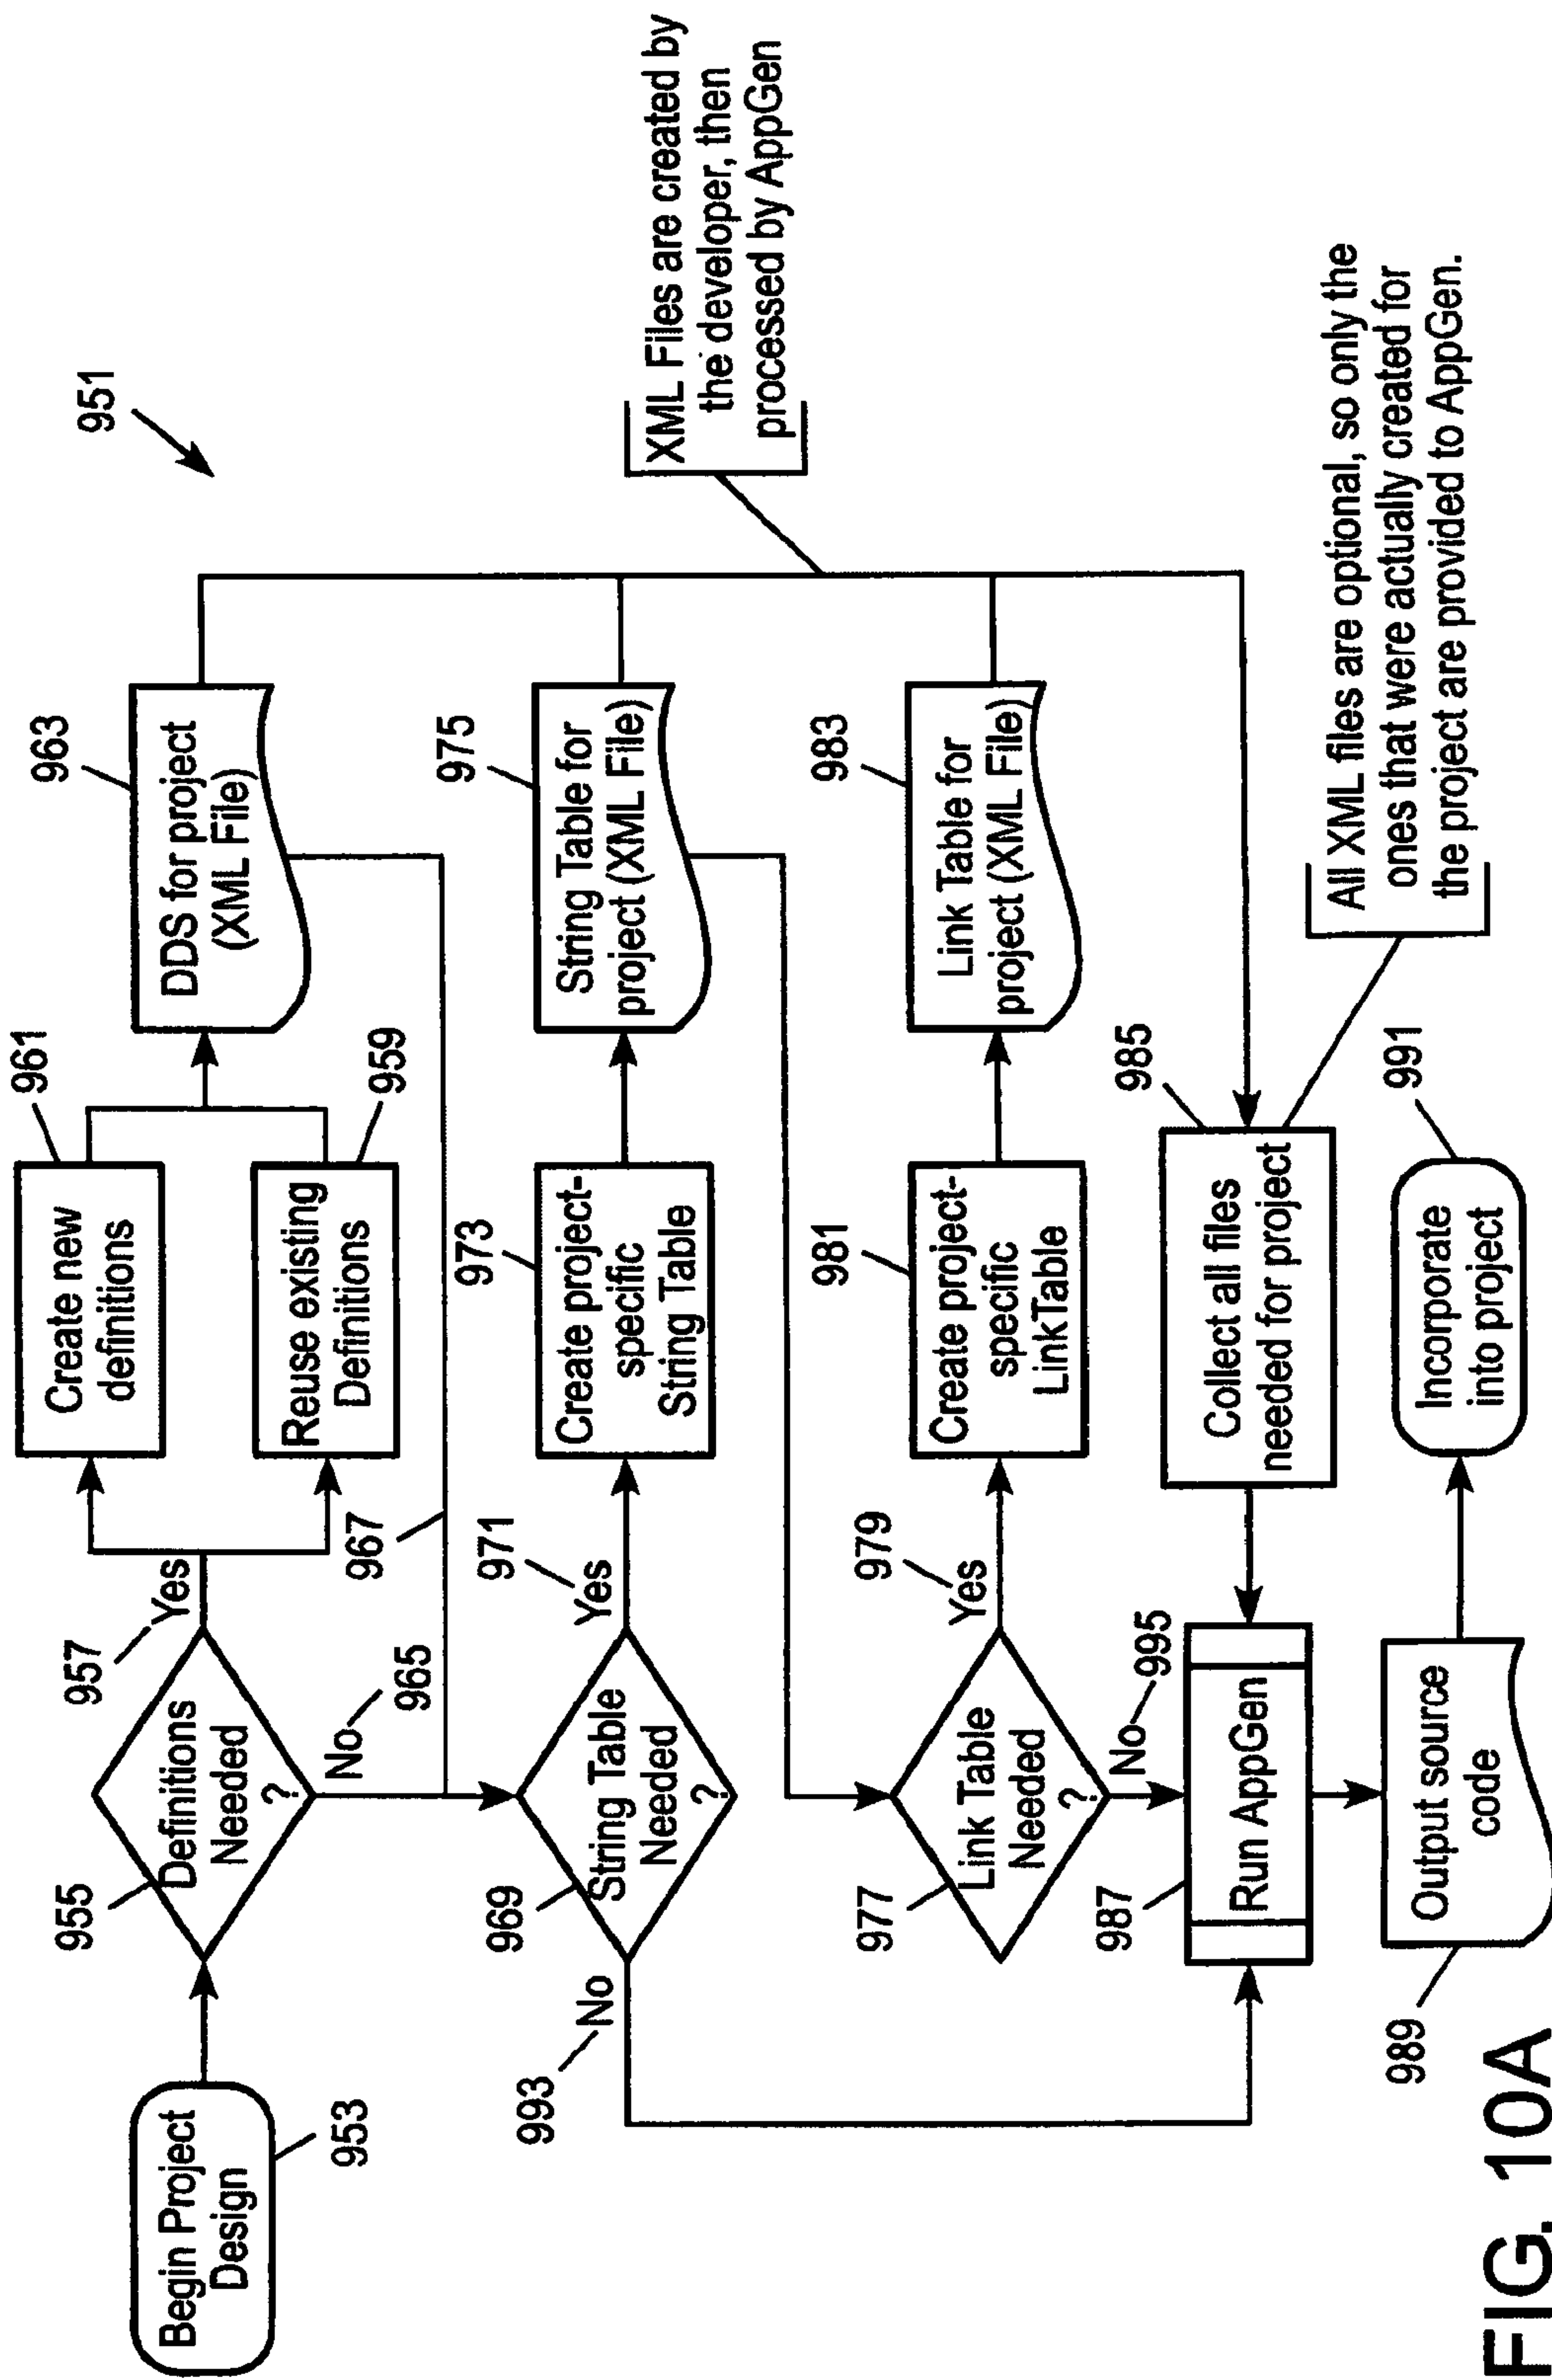 951
Begin Project
Design
953
955
Definitions
Needed
?
957
Yes
No
965
967
Create new
definitions
961
Reuse existing
Definitions
959
DDS for project
(XML File)
963
969
String Table
Needed
?
971
Yes
993
No
Create project-
specific
String Table
973
String Table for
project (XML File)
975
XML Files are created by
the developer, then
processed by AppGen
977
Link Table
Needed
?
979
Yes
No
995
Create project-
specific
LinkTable
981
Link Table for
project (XML File)
983
987
Run AppGen
Collect all files
needed for project
985
All XML files are optional, so only the
ones that were actually created for
the project are provided to AppGen.
989
Output source
code
Incorporate
into project
991
FIG. 10A